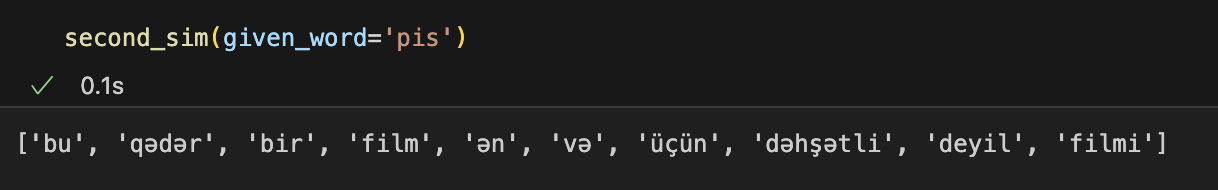 second_sim(given_word='pis')
✓ 0.1s
['bu', 'qədər', 'bir', 'film', 'ən', 'və', 'üçün', 'dəhşətli', 'deyil', 'filmi']